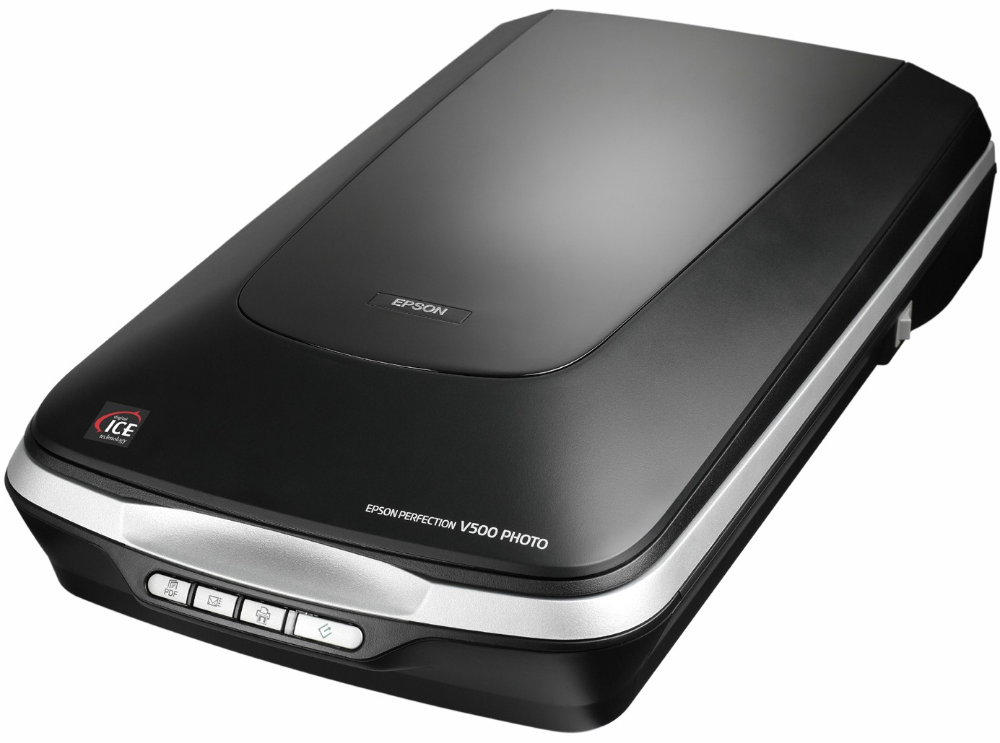 EPSON
digital
ICE
technology
EPSON PERFECTION V500 PHOTO
PDF